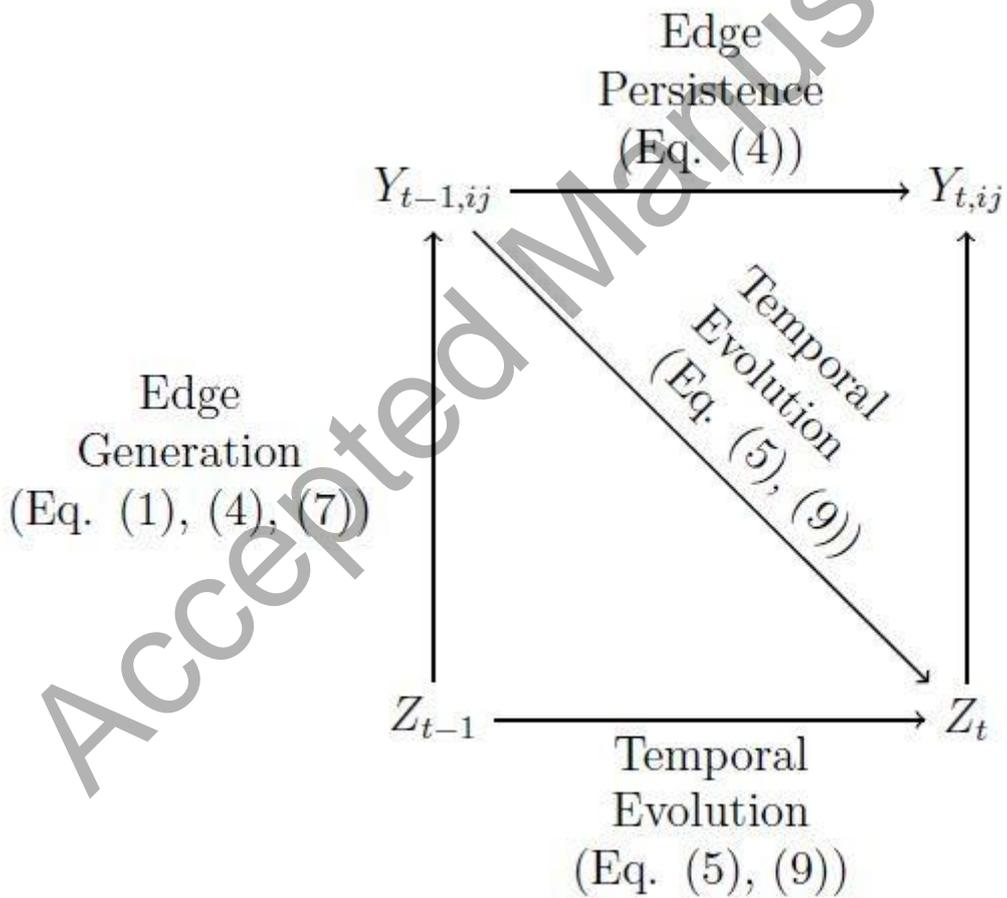 Edge
Persistence
(Eq. (4))
Y_{t−1,ij}
Y_{t,ij}
Temporal
Evolution
(Eq. (5), (9))
Edge
Generation
(Eq. (1), (4), (7))
Z_{t−1}
Z_t
Temporal
Evolution
(Eq. (5), (9))
Accepted Manus